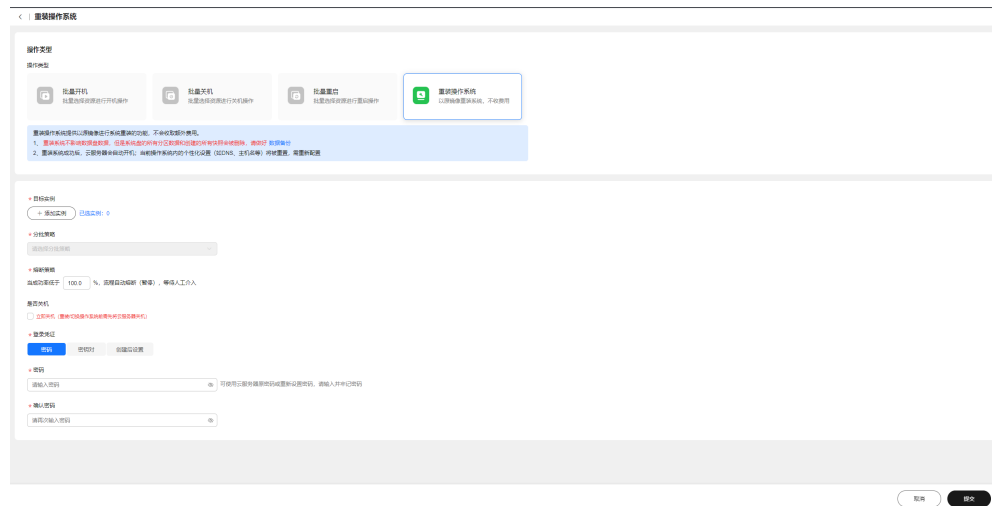 重装操作系统
操作类型
操作类型
批量开机
批量选择资源进行开机操作
批量关机
批量选择资源进行关机操作
批量重启
批量选择资源进行重启操作
重装操作系统
以原镜像重装系统，不收费用
重装操作系统提供以原镜像进行系统重装的功能，不会收取额外费用。
1、重装系统不影响数据盘数据，但是系统盘的所有分区数据和创建的所有快照会被删除，请做好 数据备份
2、重装系统成功后，云服务器会自动开机；当前操作系统内的个性化设置（如DNS、主机名等）将被重置，需重新配置
* 目标实例
+ 添加实例 已选实例：0
* 分批策略
请选择分批策略
* 熔断策略
当成功率低于 100.0 %，流程自动熔断（暂停），等待人工介入
是否关机
立即关机（重装/切换操作系统前需先将云服务器关机）
* 登录凭证
密码 密钥对 创建后设置
* 密码
请输入密码 可使用云服务器原密码或重新设置密码，请输入并牢记密码
* 确认密码
请再次输入密码
取消 提交